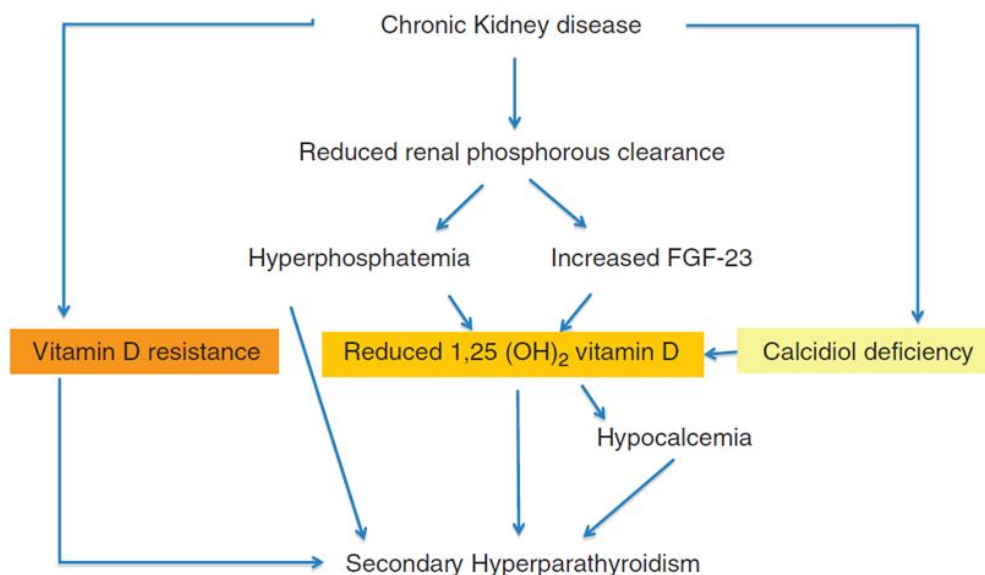 Chronic Kidney disease
Reduced renal phosphorous clearance
Hyperphosphatemia
Increased FGF-23
Vitamin D resistance
Reduced 1,25 (OH)₂ vitamin D
Calcidiol deficiency
Hypocalcemia
Secondary Hyperparathyroidism